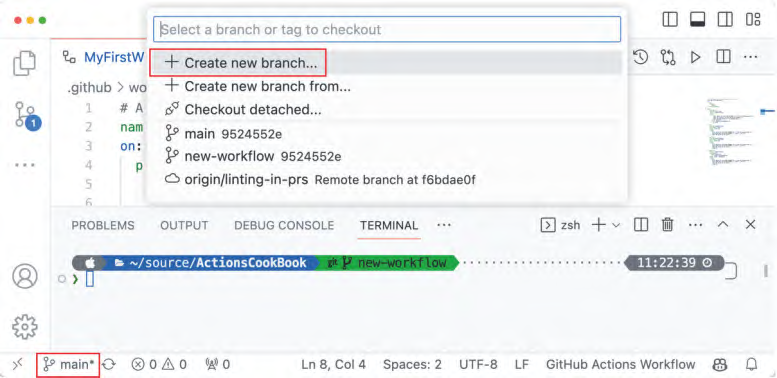 Select a branch or tag to checkout
Create new branch...
MyFirstW
Create new branch from...
.github > wo
Checkout detached...
1 # A
main 9524552e
2 nam
3 on:
new-workflow 9524552e
4 p
origin/linting-in-prs Remote branch at f6bdae0f
5
6
1
PROBLEMS OUTPUT DEBUG CONSOLE TERMINAL ... zsh
~/source/ActionsCookBook git new-workflow 11:22:39
main* 0 0 0 Ln 8, Col 4 Spaces: 2 UTF-8 LF GitHub Actions Workflow